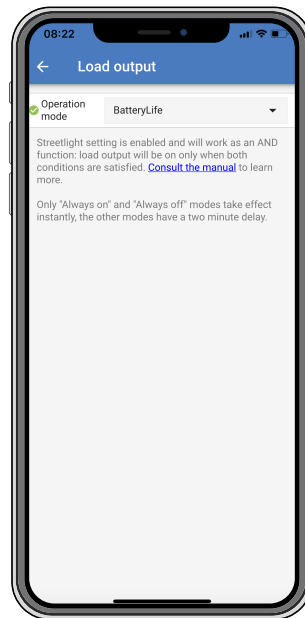 08:22
Load output
Operation mode
BatteryLife
Streetlight setting is enabled and will work as an AND
function: load output will be on only when both
conditions are satisfied. Consult the manual to learn
more.
Only "Always on" and "Always off" modes take effect
instantly, the other modes have a two minute delay.